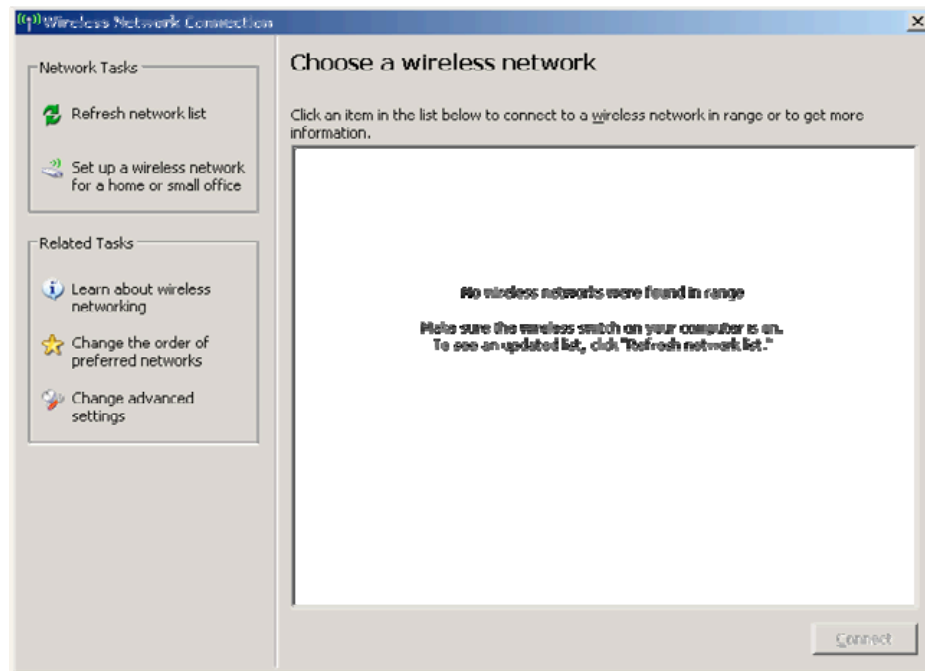 Wireless Network Connection
Network Tasks
Refresh network list
Set up a wireless network
for a home or small office
Related Tasks
Learn about wireless
networking
Change the order of
preferred networks
Change advanced
settings
Choose a wireless network
Click an item in the list below to connect to a wireless network in range or to get more
information.
No wireless networks were found in range
Make sure the wireless switch on your computer is on.
To see an updated list, click "Refresh network list."
Connect